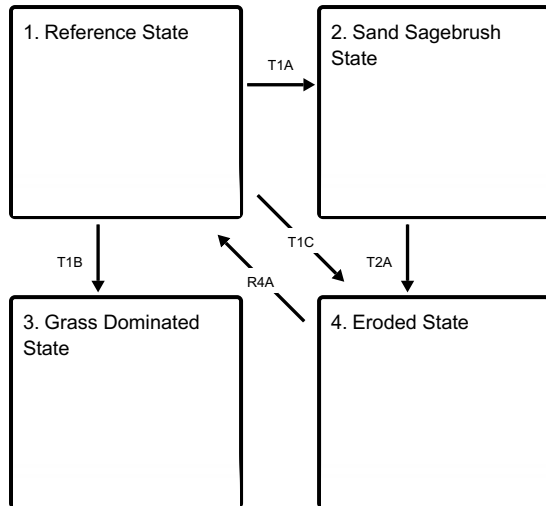 1. Reference State
2. Sand Sagebrush
State
T1A
T1B
T1C
R4A
T2A
3. Grass Dominated
State
4. Eroded State